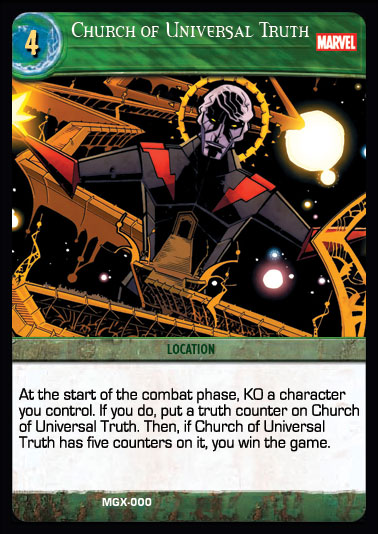 4
Church of Universal Truth
MARVEL
LOCATION
At the start of the combat phase, KO a character
you control. If you do, put a truth counter on Church
of Universal Truth. Then, if Church of Universal
Truth has five counters on it, you win the game.
MGX-000